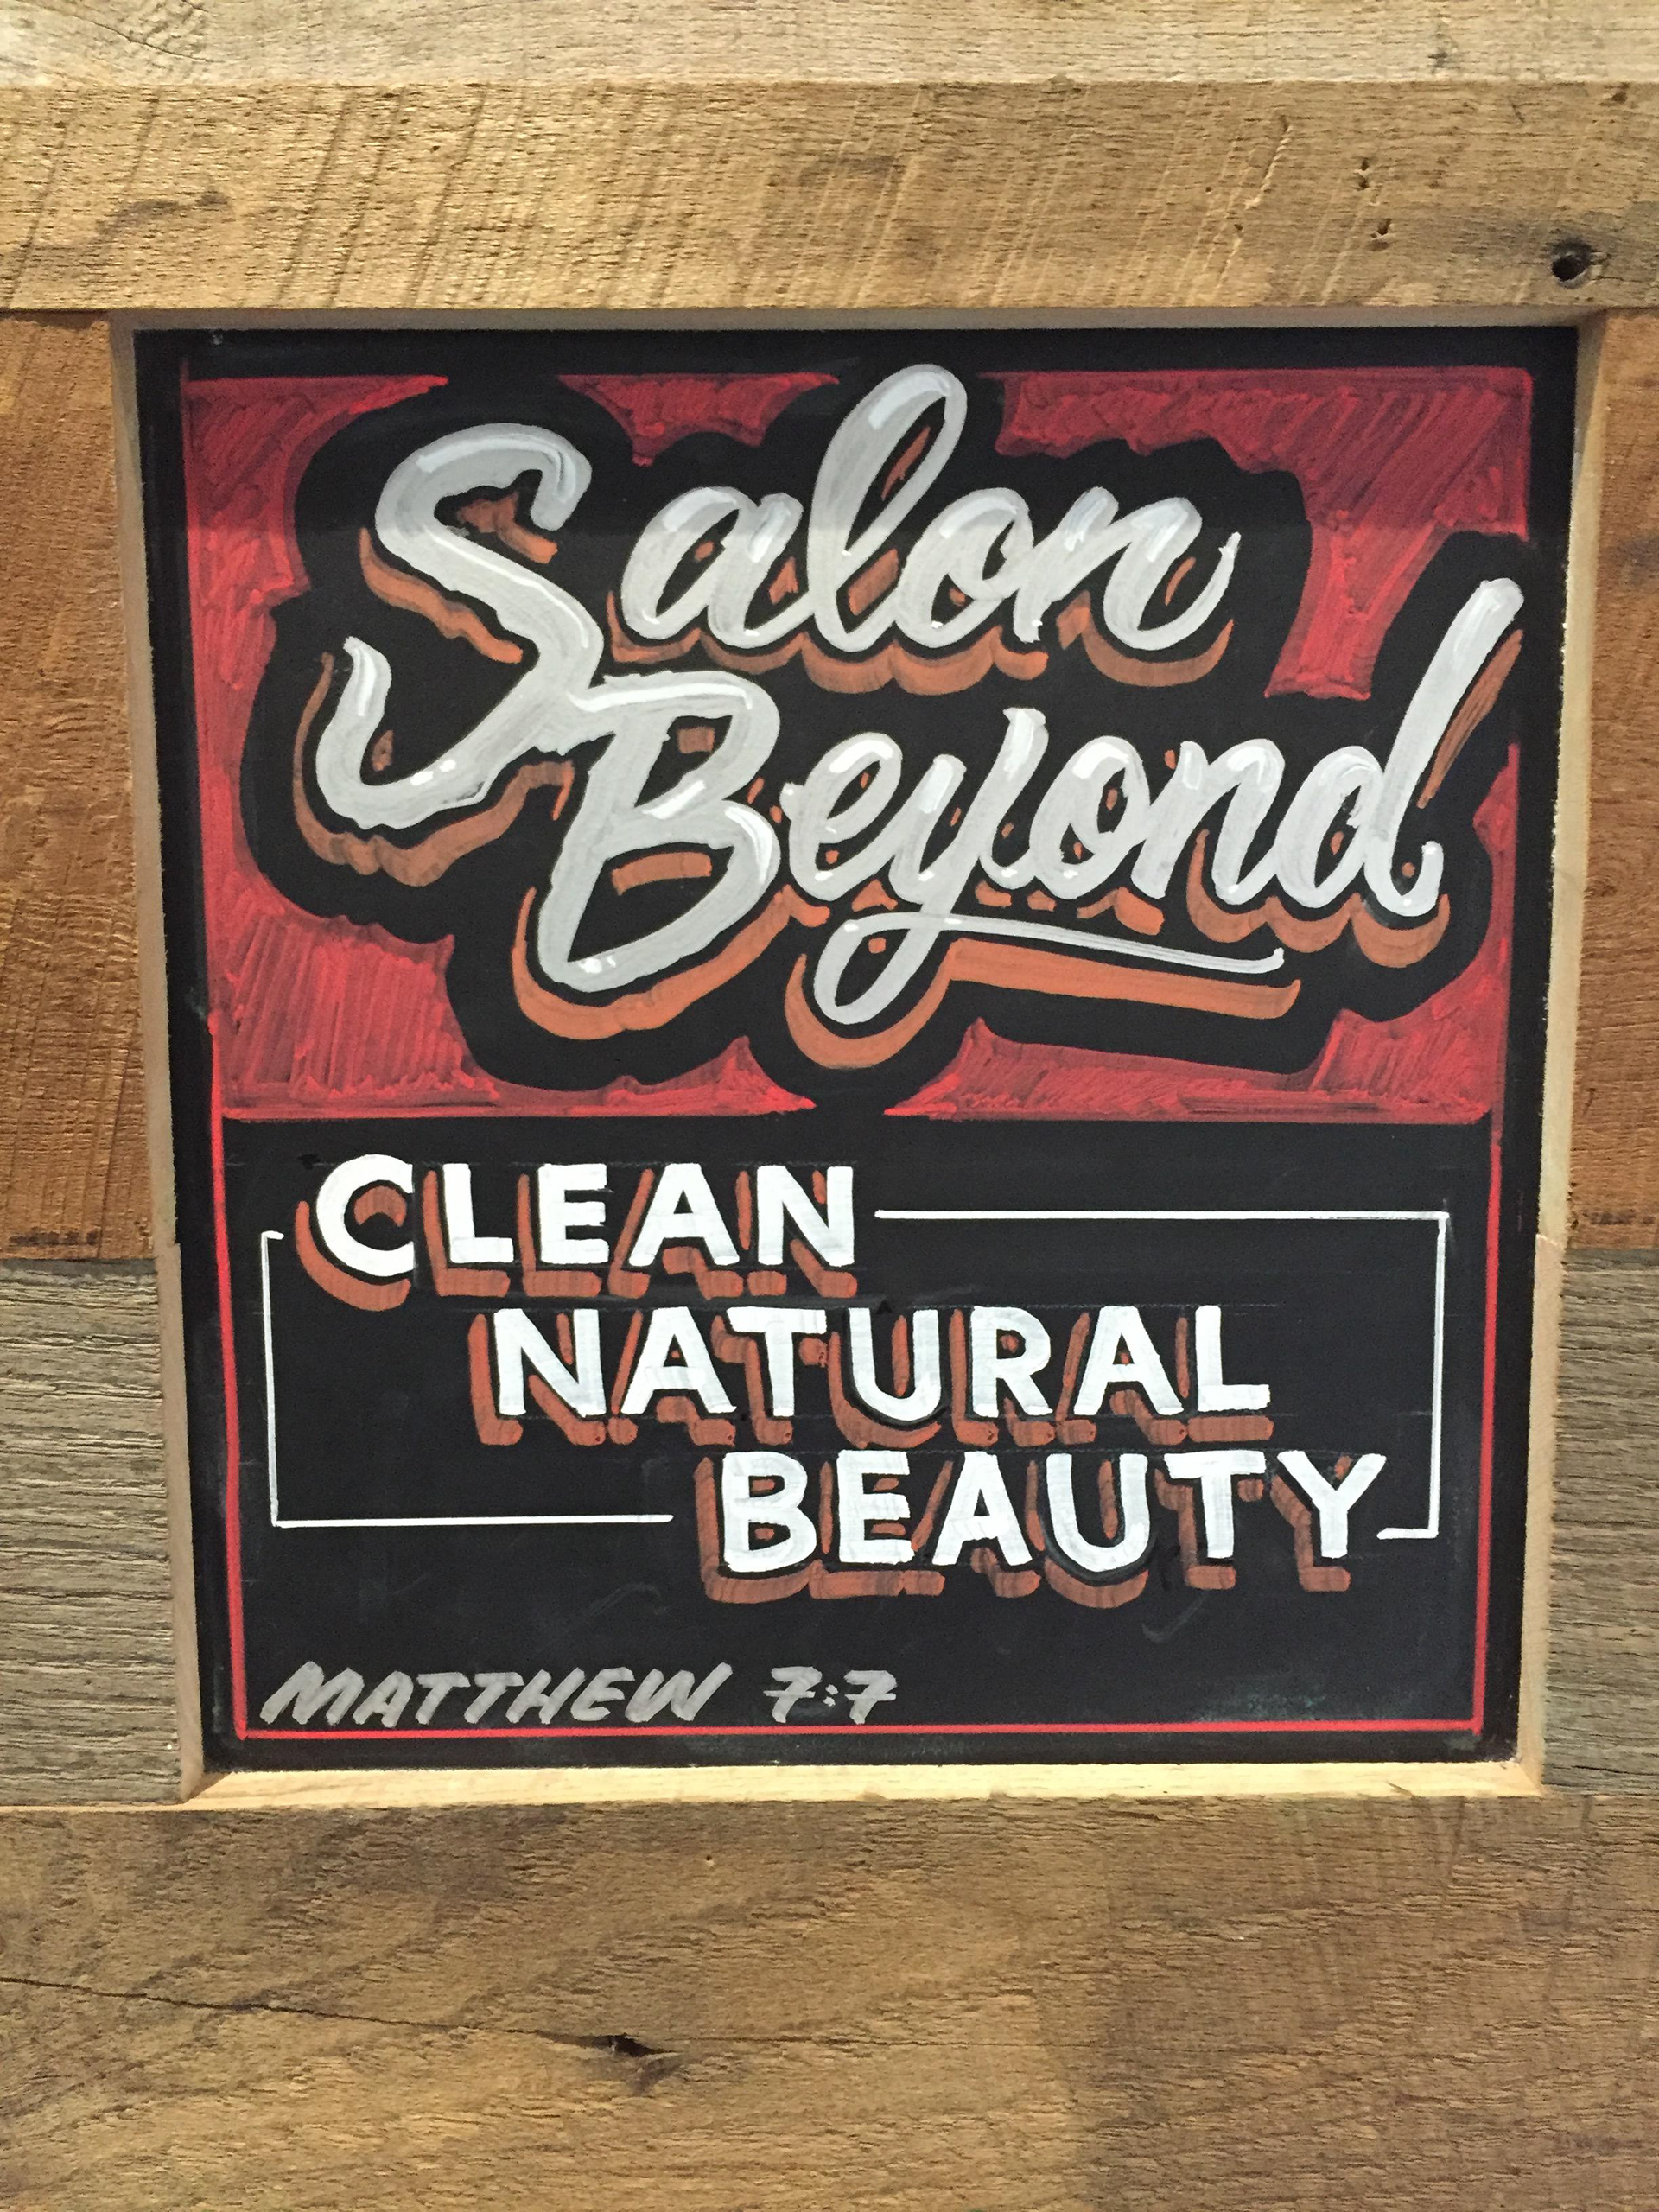 Salon
Beyond
CLEAN
NATURAL
BEAUTY
MATTHEW 7:7